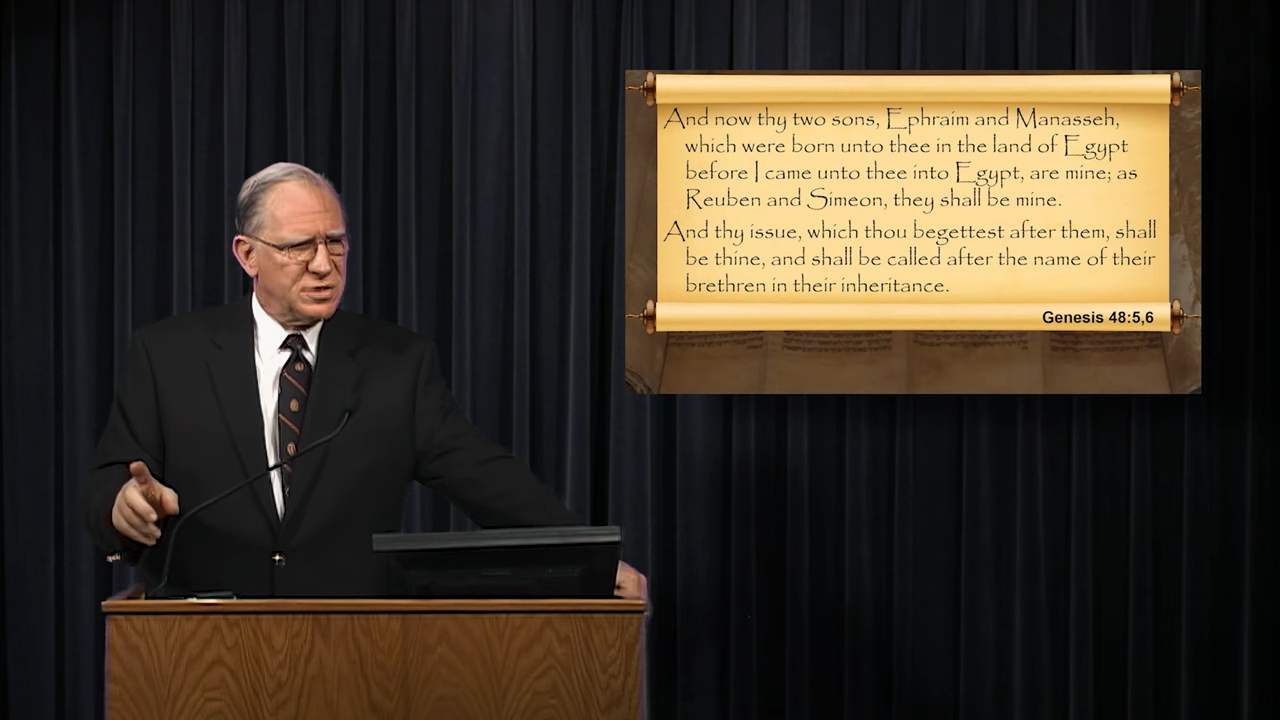 And now thy two sons, Ephraim and Manasseh,
which were born unto thee in the land of Egypt
before I came unto thee into Egypt, are mine; as
Reuben and Simeon, they shall be mine.
And thy issue, which thou begettest after them, shall
be thine, and shall be called after the name of their
brethren in their inheritance.
Genesis 48:5,6